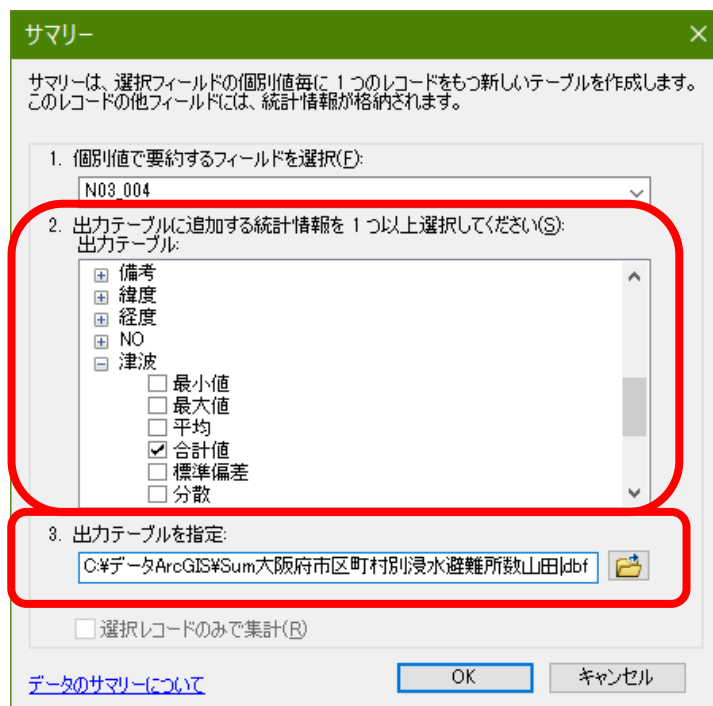 サマリー
サマリーは、選択フィールドの個別値毎に 1 つのレコードをもつ新しいテーブルを作成します。
このレコードの他フィールドには、統計情報が格納されます。
1. 個別値で要約するフィールドを選択(F):
N03_004
2. 出力テーブルに追加する統計情報を 1 つ以上選択してください(S):
出力テーブル:
備考
緯度
経度
NO
津波
最小値
最大値
平均
合計値
標準偏差
分散
3. 出力テーブルを指定:
C:¥データArcGIS¥Sum大阪府市区町村別浸水避難所数山田.dbf
選択レコードのみで集計(R)
データのサマリーについて
OK
キャンセル